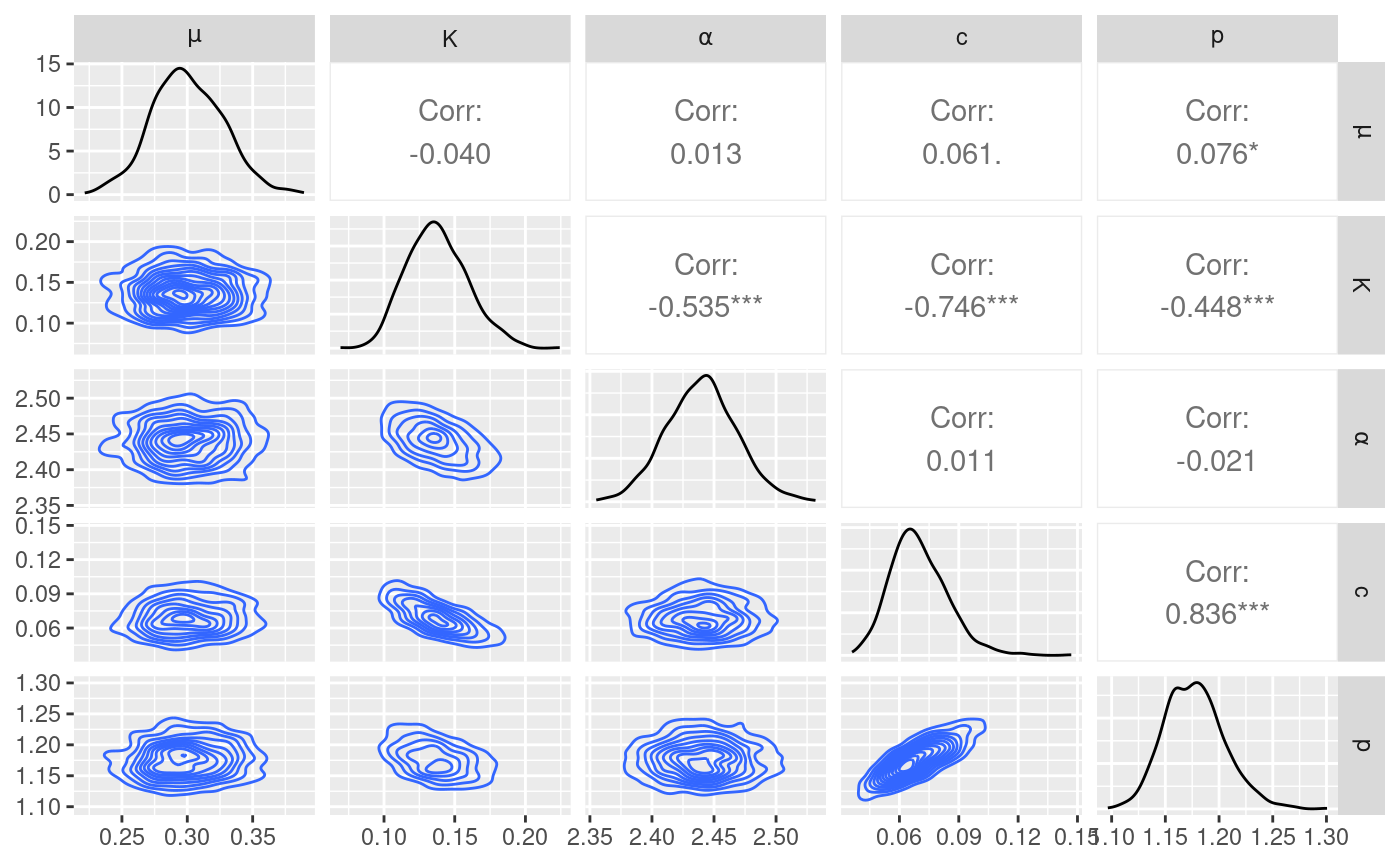 μ K α c p
15
10
5
0
Corr:
-0.040
Corr:
0.013
Corr:
0.061.
Corr:
0.076*
μ
0.20
0.15
0.10
Corr:
-0.535***
Corr:
-0.746***
Corr:
-0.448***
K
2.50
2.45
2.40
2.35
Corr:
0.011
Corr:
-0.021
α
0.15
0.12
0.09
0.06
Corr:
0.836***
c
1.30
1.25
1.20
1.15
1.10
p
0.25 0.30 0.35 0.10 0.15 0.20 2.35 2.40 2.45 2.50 0.06 0.09 0.12 0.15 1.10 1.15 1.20 1.25 1.30